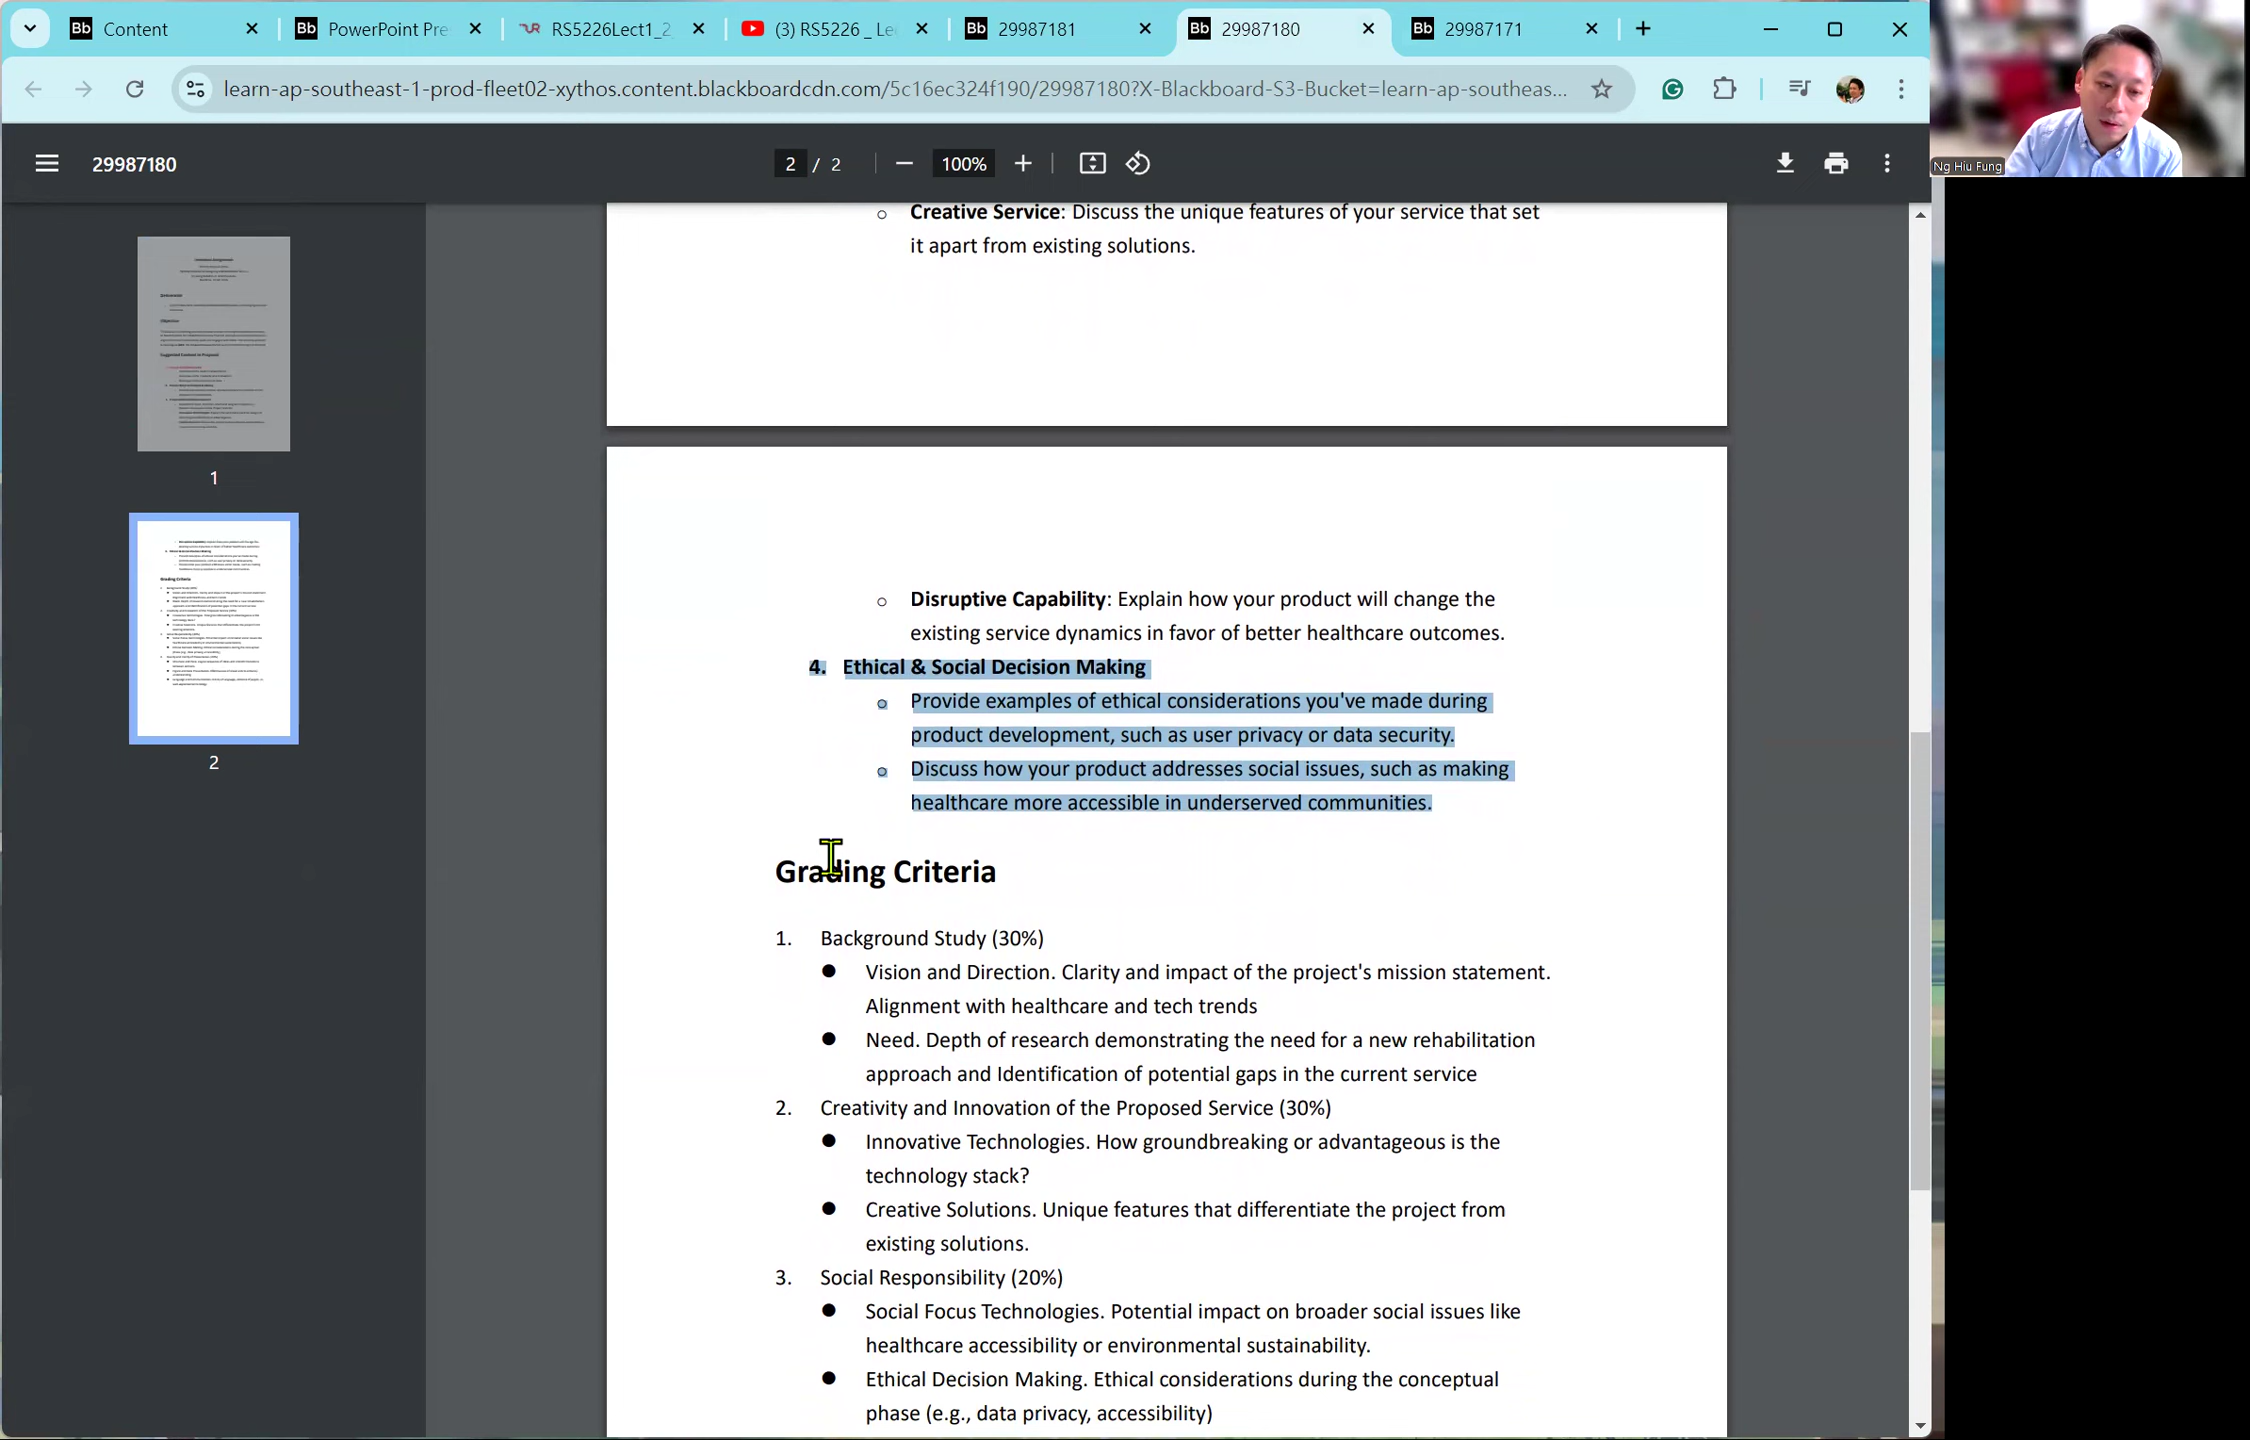 Content
PowerPoint Pre
RS5226Lect1_2
(3) RS5226 _ Le
29987181
29987180
29987171
learn-ap-southeast-1-prod-fleet02-xythos.content.blackboardcdn.com/5c16ec324f190/29987180?X-Blackboard-S3-Bucket=learn-ap-southeas...
Ng Hiu Fung
29987180
2 / 2
100%
1
2
○ Creative Service: Discuss the unique features of your service that set
it apart from existing solutions.
○ Disruptive Capability: Explain how your product will change the
existing service dynamics in favor of better healthcare outcomes.
4. Ethical & Social Decision Making
○ Provide examples of ethical considerations you've made during
product development, such as user privacy or data security.
○ Discuss how your product addresses social issues, such as making
healthcare more accessible in underserved communities.
Grading Criteria
1. Background Study (30%)
● Vision and Direction. Clarity and impact of the project's mission statement.
Alignment with healthcare and tech trends
● Need. Depth of research demonstrating the need for a new rehabilitation
approach and Identification of potential gaps in the current service
2. Creativity and Innovation of the Proposed Service (30%)
● Innovative Technologies. How groundbreaking or advantageous is the
technology stack?
● Creative Solutions. Unique features that differentiate the project from
existing solutions.
3. Social Responsibility (20%)
● Social Focus Technologies. Potential impact on broader social issues like
healthcare accessibility or environmental sustainability.
● Ethical Decision Making. Ethical considerations during the conceptual
phase (e.g., data privacy, accessibility)